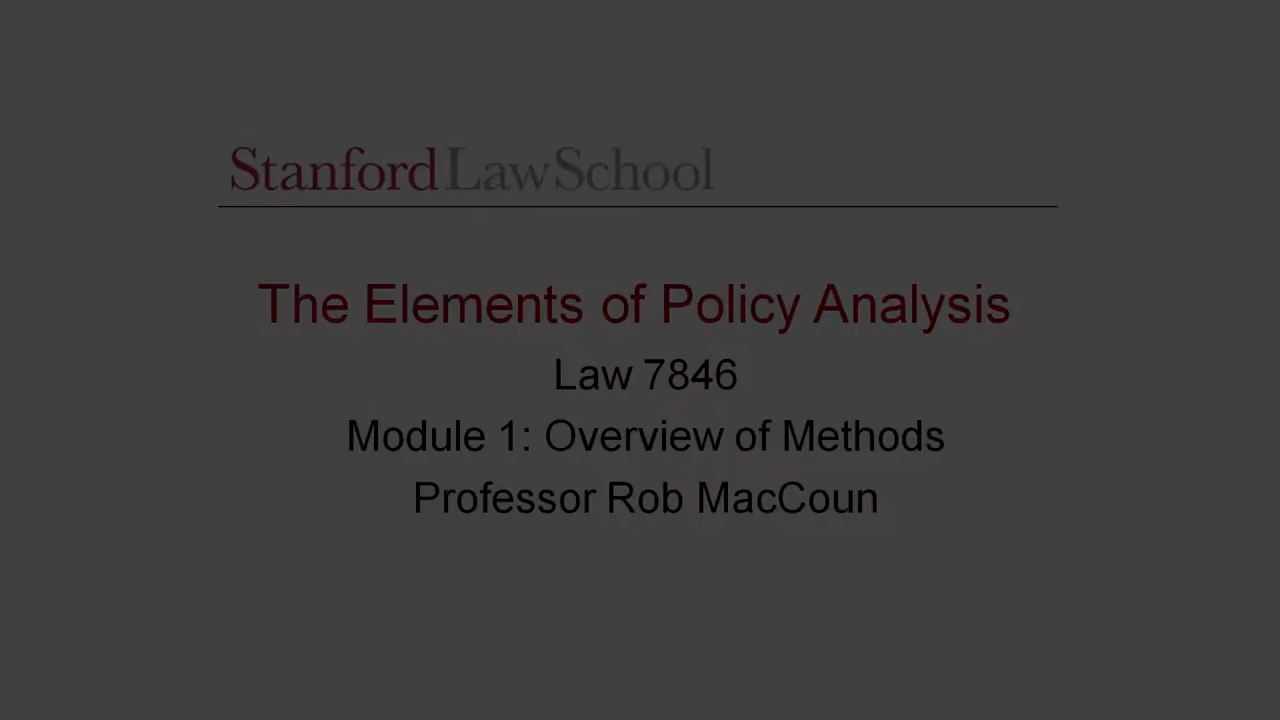 Stanford Law School
The Elements of Policy Analysis
Law 7846
Module 1: Overview of Methods
Professor Rob MacCoun